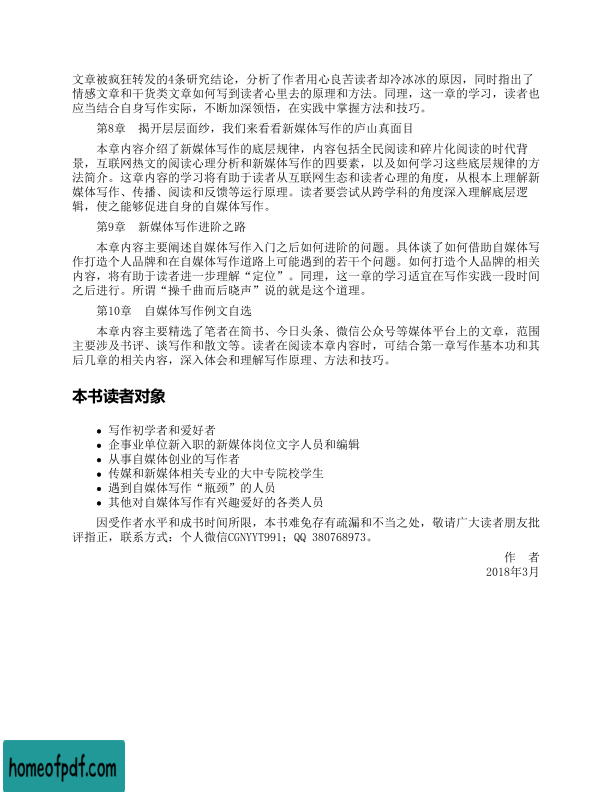 文章被疯狂转发的4条研究结论，分析了作者用心良苦读者却冷冰冰的原因，同时指出了
情感文章和干货类文章如何写到读者心里去的原理和方法。同理，这一章的学习，读者也
应当结合自身写作实际，不断加深领悟，在实践中掌握方法和技巧。
第8章　揭开层层面纱，我们来看看新媒体写作的庐山真面目
本章内容介绍了新媒体写作的底层规律，内容包括全民阅读和碎片化阅读的时代背
景，互联网热文的阅读心理分析和新媒体写作的四要素，以及如何学习这些底层规律的方
法简介。这章内容的学习将有助于读者从互联网生态和读者心理的角度，从根本上理解新
媒体写作、传播、阅读和反馈等运行原理。读者要尝试从跨学科的角度深入理解底层逻
辑，使之能够促进自身的自媒体写作。
第9章　新媒体写作进阶之路
本章内容主要阐述自媒体写作入门之后如何进阶的问题。具体谈了如何借助自媒体写
作打造个人品牌和在自媒体写作道路上可能遇到的若干个问题。如何打造个人品牌的相关
内容，将有助于读者进一步理解“定位”。同理，这一章的学习适宜在写作实践一段时间
之后进行。所谓“操千曲而后晓声”说的就是这个道理。
第10章　自媒体写作例文自选
本章内容主要精选了笔者在简书、今日头条、微信公众号等媒体平台上的文章，范围
主要涉及书评、谈写作和散文等。读者在阅读本章内容时，可结合第一章写作基本功和其
后几章的相关内容，深入体会和理解写作原理、方法和技巧。
本书读者对象
● 写作初学者和爱好者
● 企事业单位新入职的新媒体岗位文字人员和编辑
● 从事自媒体创业的写作者
● 传媒和新媒体相关专业的大中专院校学生
● 遇到自媒体写作“瓶颈”的人员
● 其他对自媒体写作有兴趣爱好的各类人员
因受作者水平和成书时间所限，本书难免存有疏漏和不当之处，敬请广大读者朋友批
评指正，联系方式：个人微信CGNYYT991；QQ 380768973。
作　者
2018年3月
homeofpdf.com